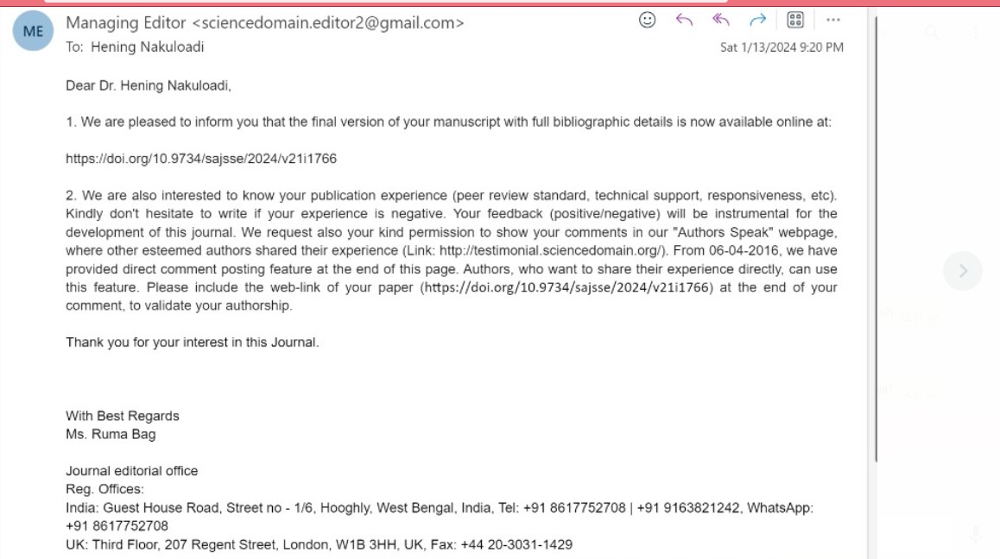 ME
Managing Editor <sciencedomain.editor2@gmail.com>
To: Hening Nakuloadi
Sat 1/13/2024 9:20 PM
Dear Dr. Hening Nakuloadi,
1. We are pleased to inform you that the final version of your manuscript with full bibliographic details is now available online at:
https://doi.org/10.9734/sajsse/2024/v21i1766
2. We are also interested to know your publication experience (peer review standard, technical support, responsiveness, etc).
Kindly don't hesitate to write if your experience is negative. Your feedback (positive/negative) will be instrumental for the
development of this journal. We request also your kind permission to show your comments in our "Authors Speak" webpage,
where other esteemed authors shared their experience (Link: http://testimonial.sciencedomain.org/). From 06-04-2016, we have
provided direct comment posting feature at the end of this page. Authors, who want to share their experience directly, can use
this feature. Please include the web-link of your paper (https://doi.org/10.9734/sajsse/2024/v21i1766) at the end of your
comment, to validate your authorship.
Thank you for your interest in this Journal.
With Best Regards
Ms. Ruma Bag
Journal editorial office
Reg. Offices:
India: Guest House Road, Street no - 1/6, Hooghly, West Bengal, India, Tel: +91 8617752708 | +91 9163821242, WhatsApp:
+91 8617752708
UK: Third Floor, 207 Regent Street, London, W1B 3HH, UK, Fax: +44 20-3031-1429